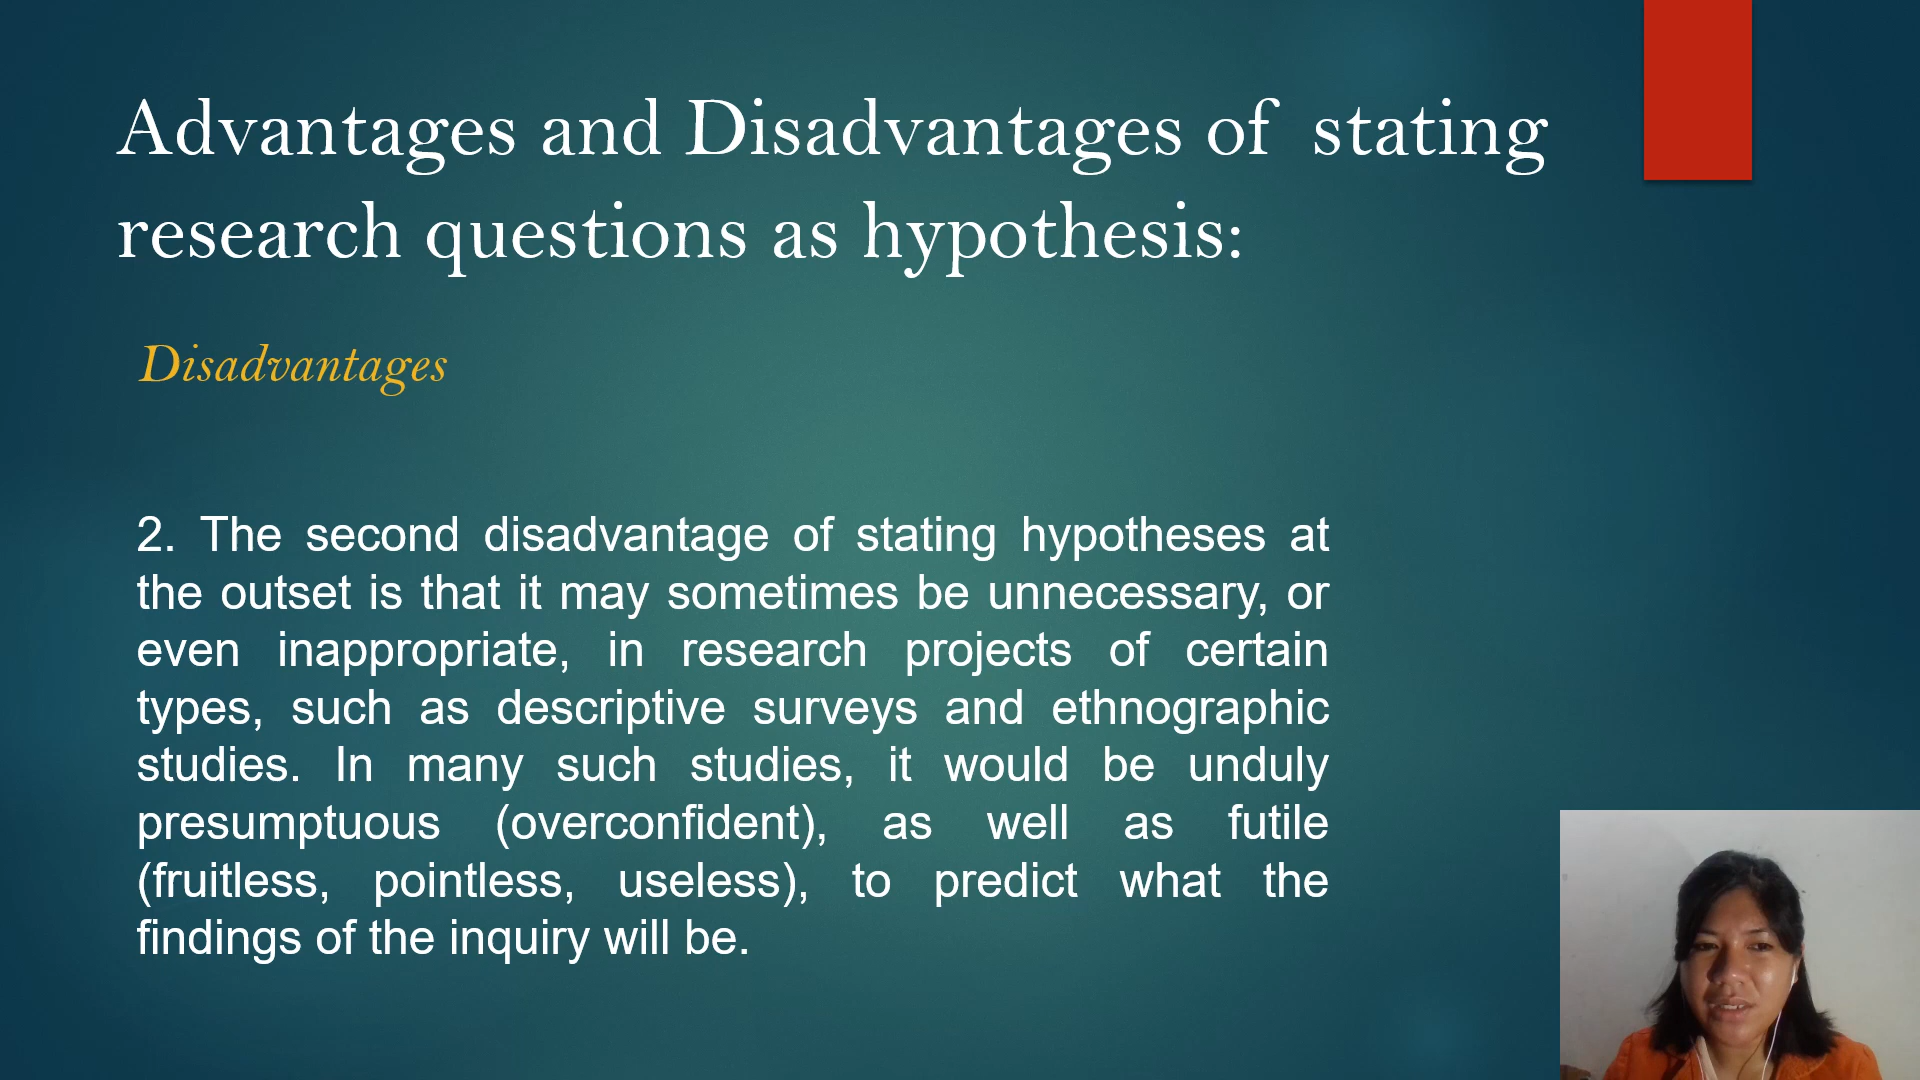 Advantages and Disadvantages of stating
research questions as hypothesis:
Disadvantages
2. The second disadvantage of stating hypotheses at
the outset is that it may sometimes be unnecessary, or
even inappropriate, in research projects of certain
types, such as descriptive surveys and ethnographic
studies. In many such studies, it would be unduly
presumptuous (overconfident), as well as futile
(fruitless, pointless, useless), to predict what the
findings of the inquiry will be.